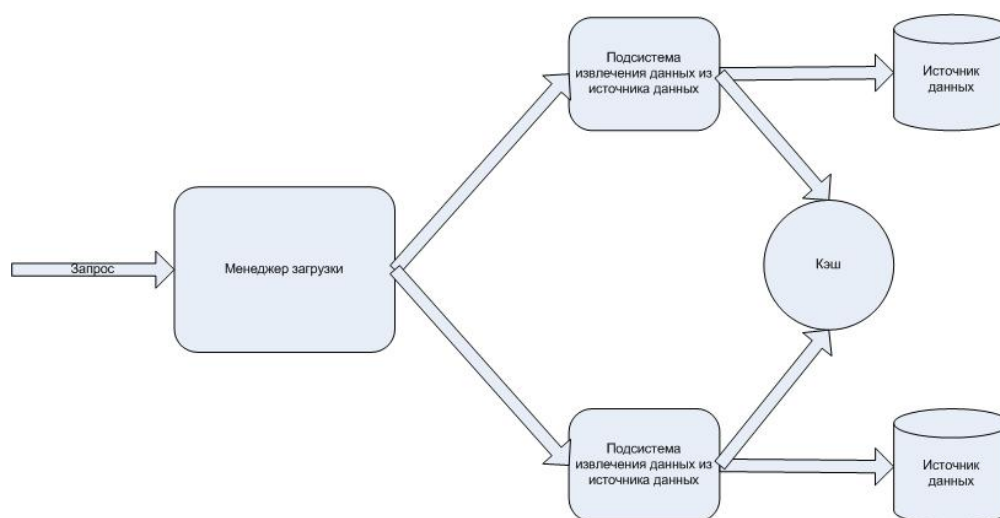 Запрос
Менеджер загрузки
Подсистема
извлечения данных из
источника данных
Источник
данных
Кэш
Подсистема
извлечения данных из
источника данных
Источник
данных